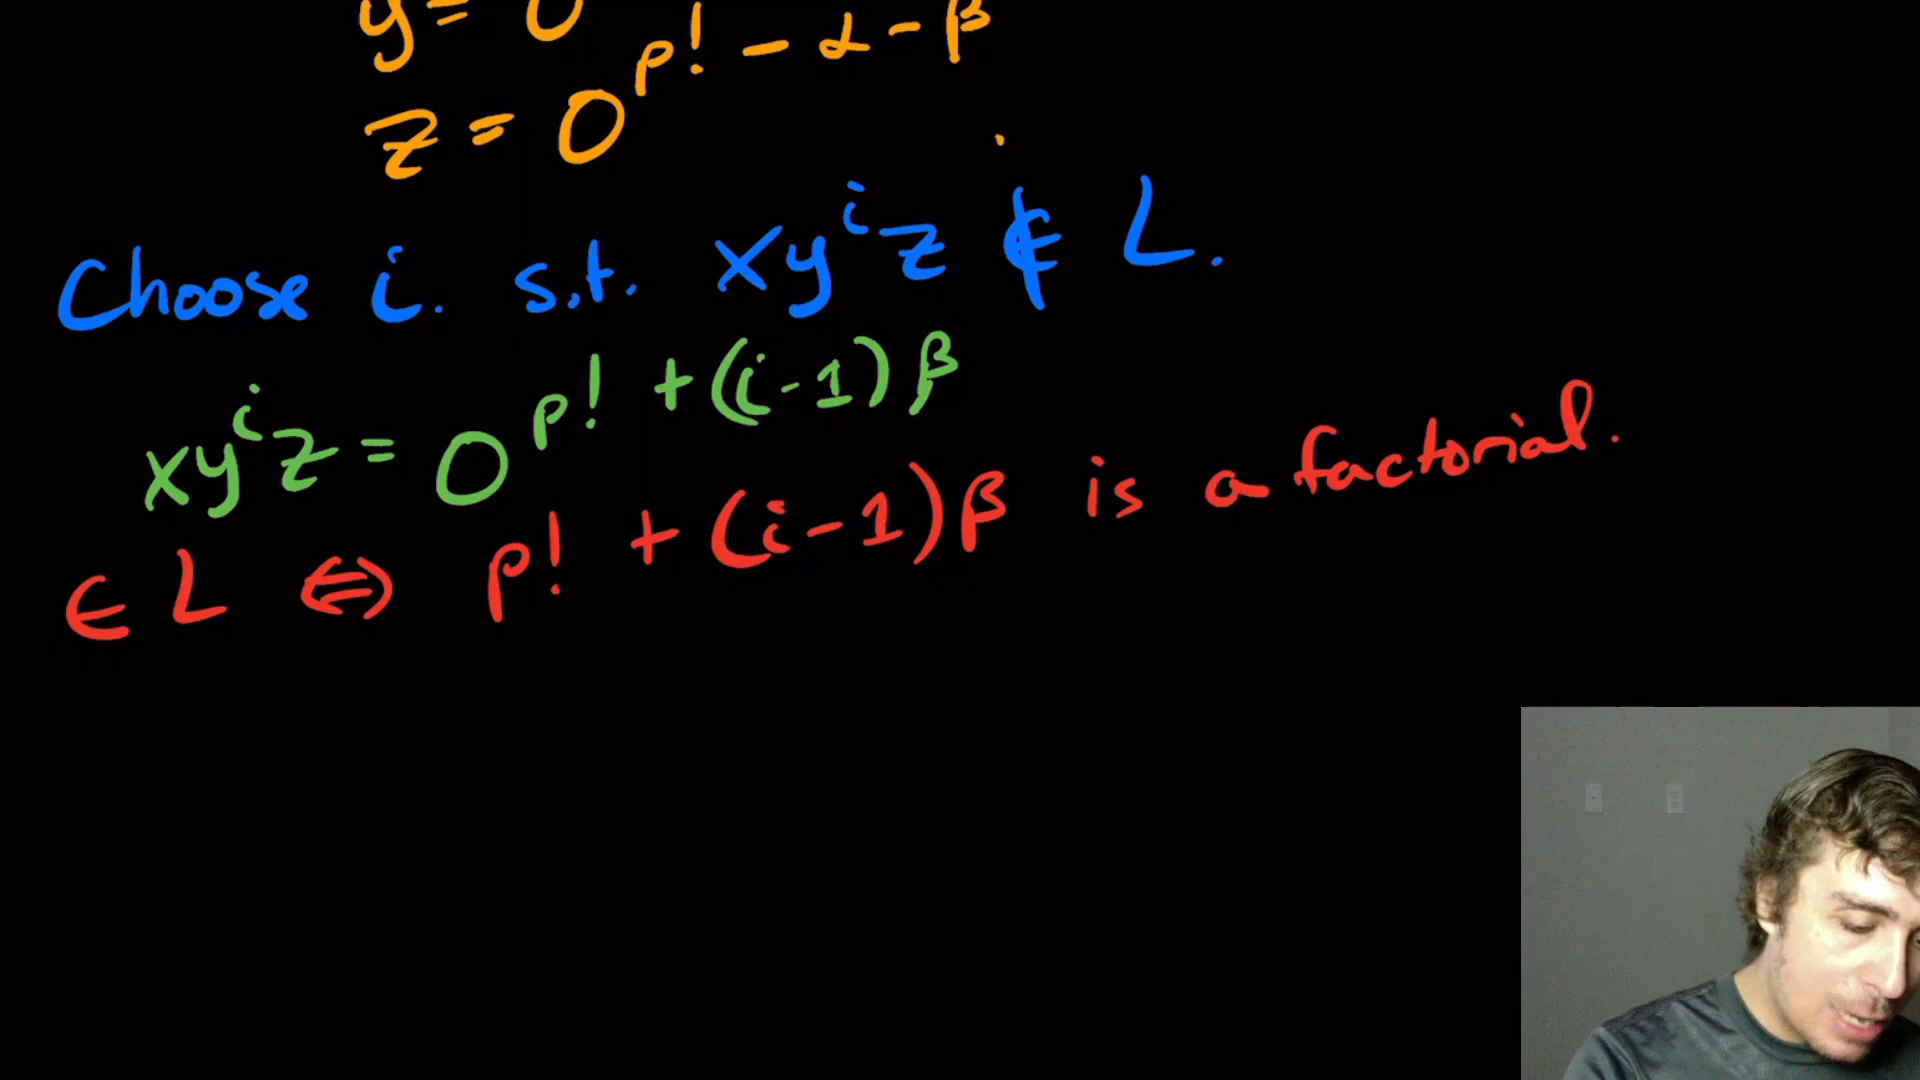 y = 0
z = 0^{p! - α - β}
Choose i. s.t. xy^i z ∉ L.
xy^i z = 0^{p! + (i-1)β}
∈ L ⇔ p! + (i-1)β is a factorial.